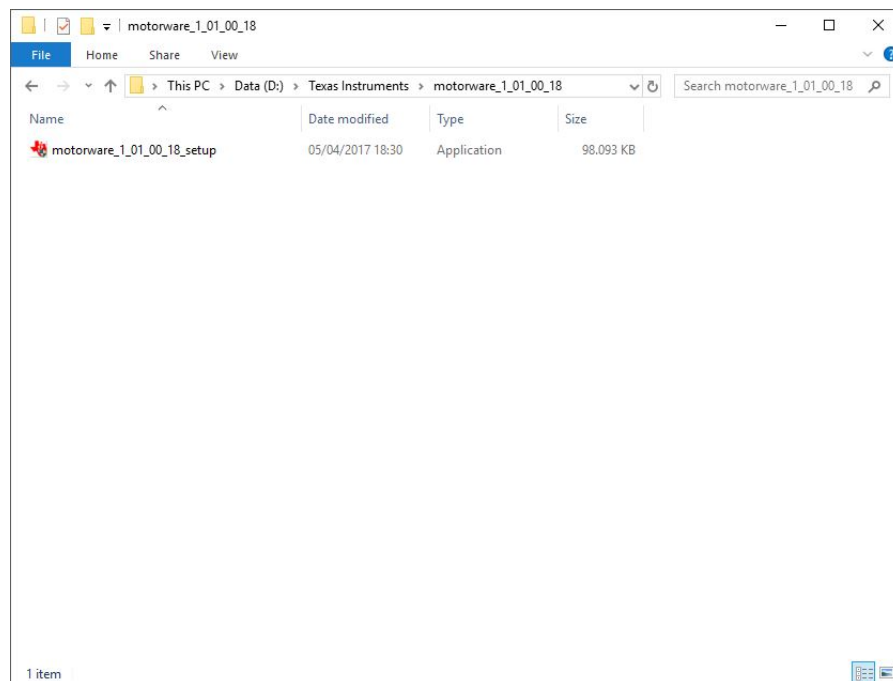 motorware_1_01_00_18
File Home Share View
This PC > Data (D:) > Texas Instruments > motorware_1_01_00_18 Search motorware_1_01_00_18
Name Date modified Type Size
motorware_1_01_00_18_setup 05/04/2017 18:30 Application 98.093 KB
1 item